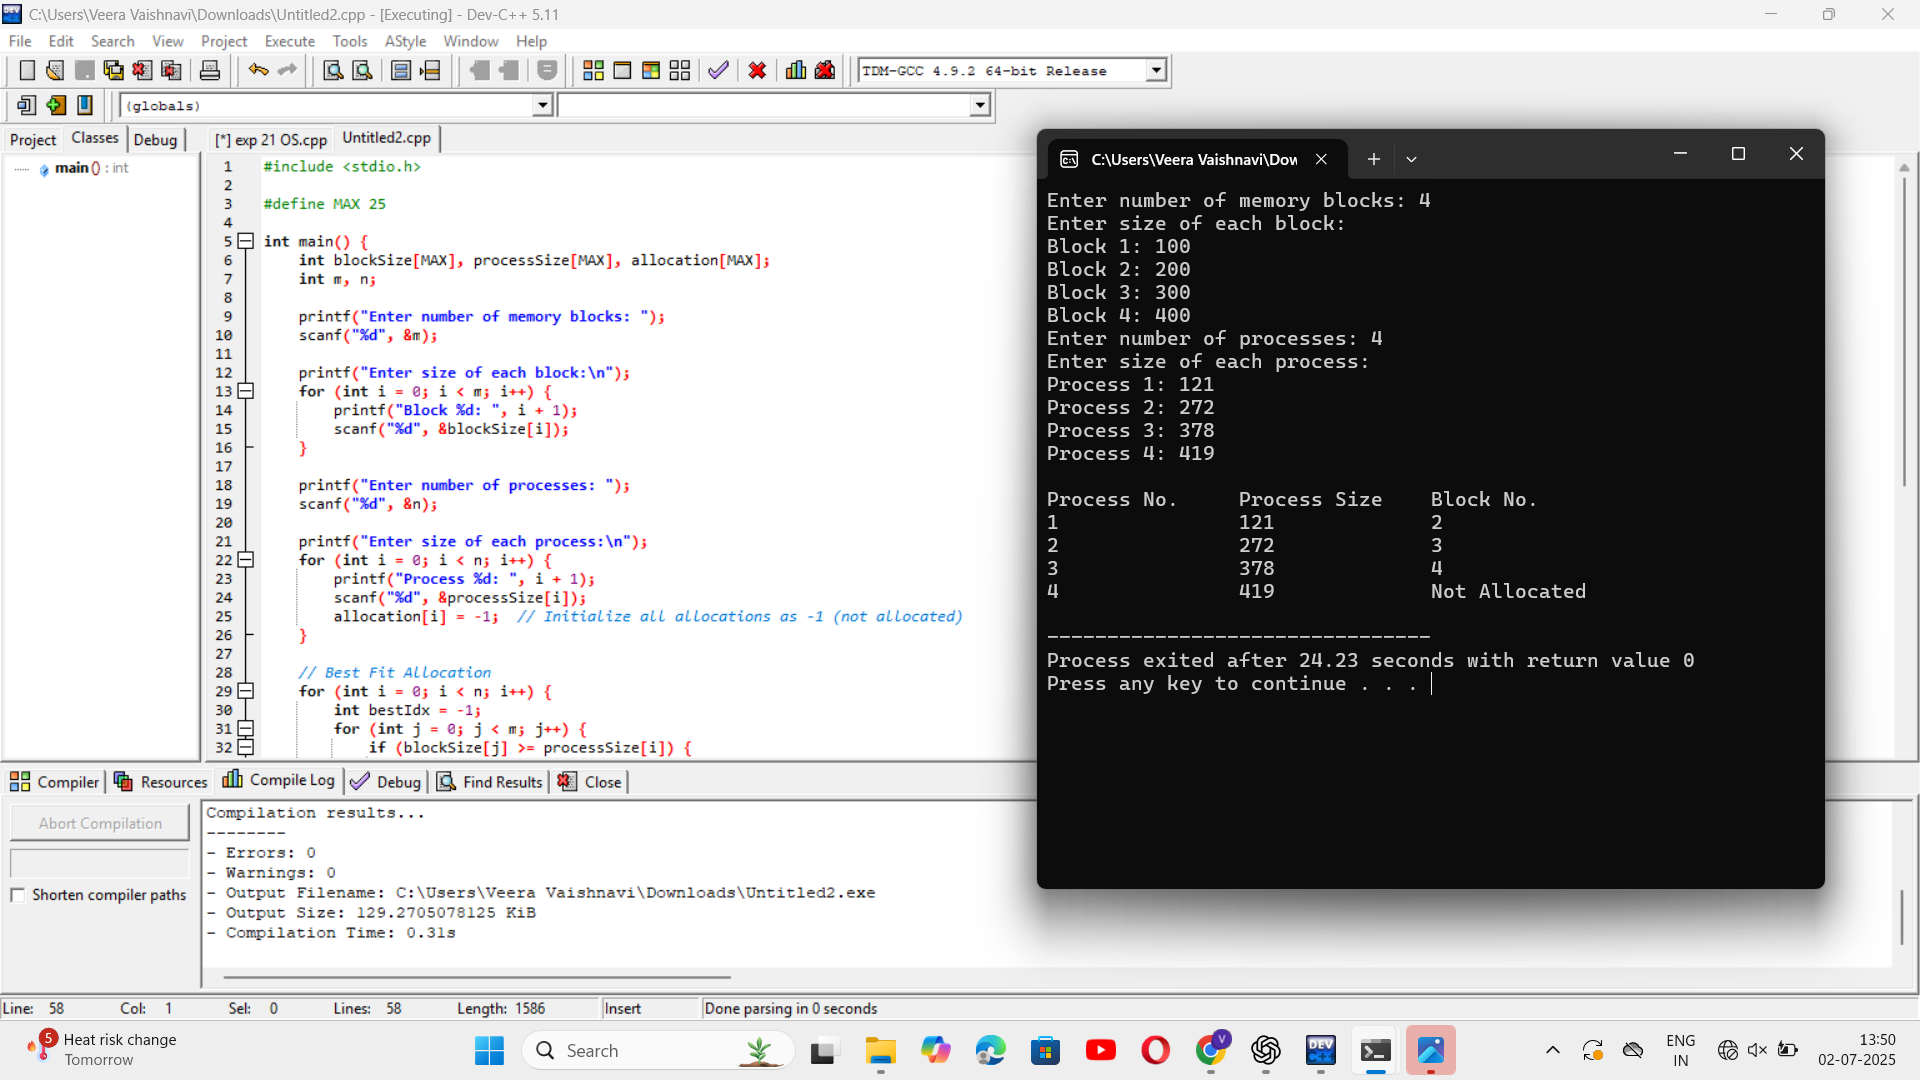 C:\Users\Veera Vaishnavi\Downloads\Untitled2.cpp - [Executing] - Dev-C++ 5.11
File Edit Search View Project Execute Tools AStyle Window Help
TDM-GCC 4.9.2 64-bit Release
(globals)
Project Classes Debug
[*] exp 21 OS.cpp Untitled2.cpp
main() : int
1 #include <stdio.h>
2
3 #define MAX 25
4
5 int main() {
6 int blockSize[MAX], processSize[MAX], allocation[MAX];
7 int m, n;
8
9 printf("Enter number of memory blocks: ");
10 scanf("%d", &m);
11
12 printf("Enter size of each block:\n");
13 for (int i = 0; i < m; i++) {
14 printf("Block %d: ", i + 1);
15 scanf("%d", &blockSize[i]);
16 }
17
18 printf("Enter number of processes: ");
19 scanf("%d", &n);
20
21 printf("Enter size of each process:\n");
22 for (int i = 0; i < n; i++) {
23 printf("Process %d: ", i + 1);
24 scanf("%d", &processSize[i]);
25 allocation[i] = -1; // Initialize all allocations as -1 (not allocated)
26 }
27
28 // Best Fit Allocation
29 for (int i = 0; i < n; i++) {
30 int bestIdx = -1;
31 for (int j = 0; j < m; j++) {
32 if (blockSize[j] >= processSize[i]) {
C:\Users\Veera Vaishnavi\Dow
Enter number of memory blocks: 4
Enter size of each block:
Block 1: 100
Block 2: 200
Block 3: 300
Block 4: 400
Enter number of processes: 4
Enter size of each process:
Process 1: 121
Process 2: 272
Process 3: 378
Process 4: 419
Process No. Process Size Block No.
1 121 2
2 272 3
3 378 4
4 419 Not Allocated
--------------------------------
Process exited after 24.23 seconds with return value 0
Press any key to continue . . .
Compiler Resources Compile Log Debug Find Results Close
Abort Compilation
Shorten compiler paths
Compilation results...
--------
- Errors: 0
- Warnings: 0
- Output Filename: C:\Users\Veera Vaishnavi\Downloads\Untitled2.exe
- Output Size: 129.2705078125 KiB
- Compilation Time: 0.31s
Line: 58 Col: 1 Sel: 0 Lines: 58 Length: 1586 Insert Done parsing in 0 seconds
5
Heat risk change
Tomorrow
Search
V
DEV
ENG
IN
13:50
02-07-2025